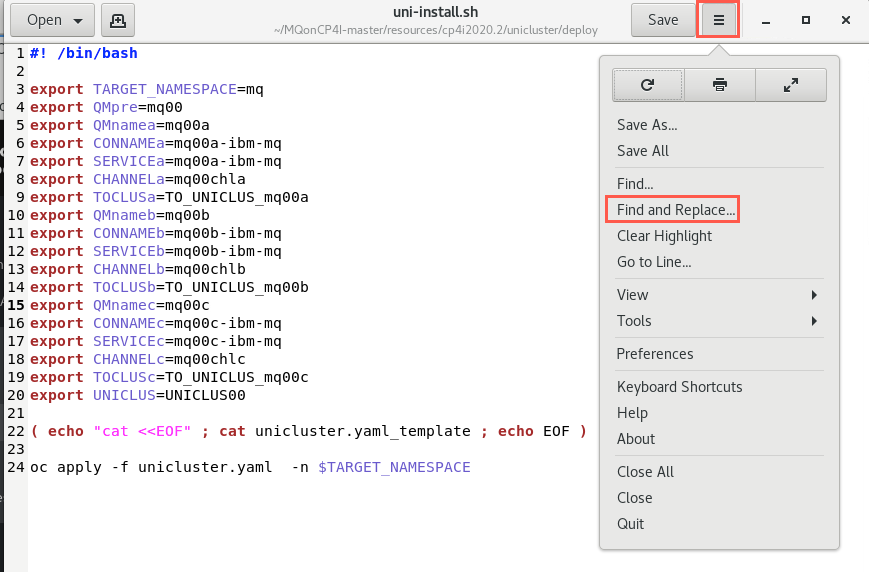 Open
uni-install.sh
~/MQonCP4I-master/resources/cp4i2020.2/unicluster/deploy
Save
1 #! /bin/bash
2
3 export TARGET_NAMESPACE=mq
4 export QMpre=mq00
5 export QMnamea=mq00a
6 export CONNAMEa=mq00a-ibm-mq
7 export SERVICEa=mq00a-ibm-mq
8 export CHANNELa=mq00chla
9 export TOCLUSa=TO_UNICLUS_mq00a
10 export QMnameb=mq00b
11 export CONNAMEb=mq00b-ibm-mq
12 export SERVICEb=mq00b-ibm-mq
13 export CHANNELb=mq00chlb
14 export TOCLUSb=TO_UNICLUS_mq00b
15 export QMnamec=mq00c
16 export CONNAMEc=mq00c-ibm-mq
17 export SERVICEc=mq00c-ibm-mq
18 export CHANNELc=mq00chlc
19 export TOCLUSc=TO_UNICLUS_mq00c
20 export UNICLUS=UNICLUS00
21
22 ( echo "cat <<EOF" ; cat unicluster.yaml_template ; echo EOF )
23
24 oc apply -f unicluster.yaml  -n $TARGET_NAMESPACE
Save As...
Save All
Find...
Find and Replace...
Clear Highlight
Go to Line...
View
Tools
Preferences
Keyboard Shortcuts
Help
About
Close All
Close
Quit